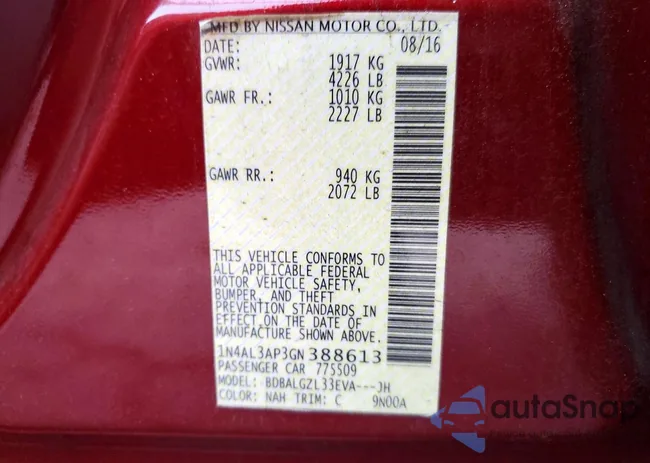 MFD BY NISSAN MOTOR CO., LTD.
DATE: 08/16
GVWR: 1917 KG
4226 LB
GAWR FR.: 1010 KG
2227 LB
GAWR RR.: 940 KG
2072 LB
THIS VEHICLE CONFORMS TO
ALL APPLICABLE FEDERAL
MOTOR VEHICLE SAFETY,
BUMPER, AND THEFT
PREVENTION STANDARDS IN
EFFECT ON THE DATE OF
MANUFACTURE SHOWN ABOVE.
1N4AL3AP3GN388613
PASSENGER CAR 775509
MODEL: BDBALGZL33EVA---JH
COLOR: NAH TRIM: C 9N00A
autoSnap